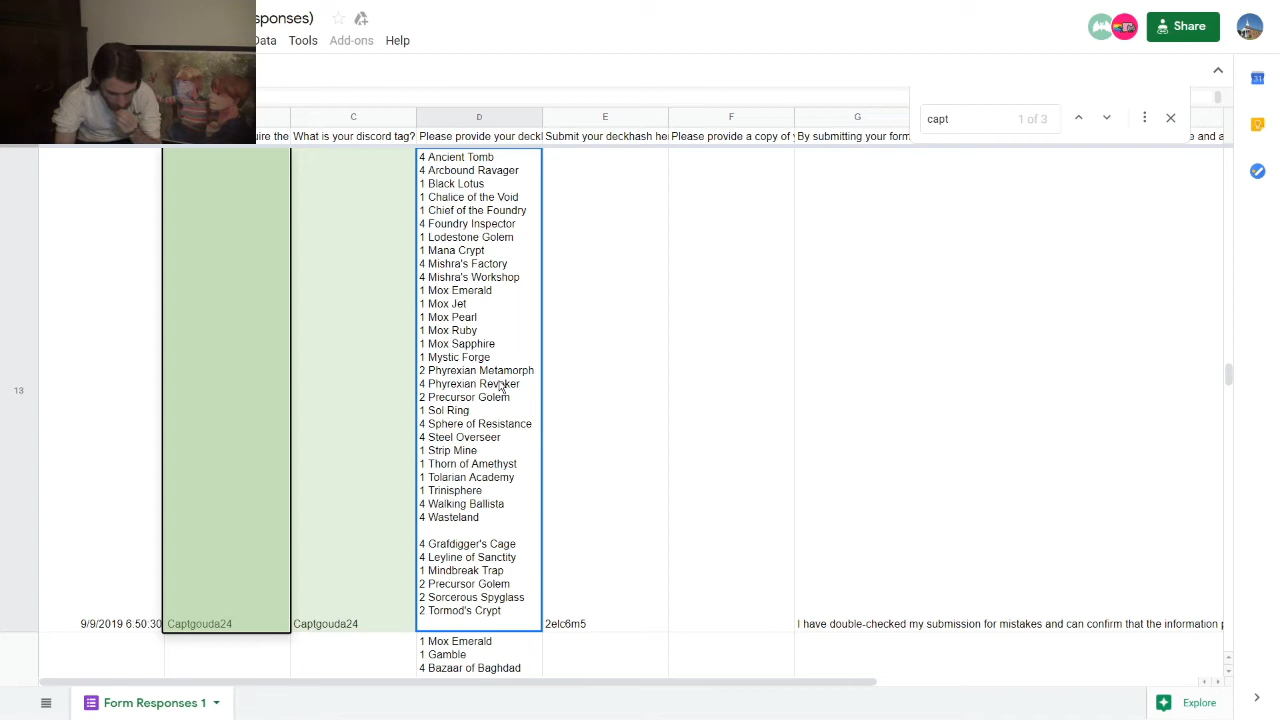 sponses)
Data Tools Add-ons Help
Share
31
capt 1 of 3
C D E F G
uire the What is your discord tag? Please provide your deckl Submit your deckhash her Please provide a copy of y By submitting your form e and a
4 Ancient Tomb
4 Arcbound Ravager
1 Black Lotus
1 Chalice of the Void
1 Chief of the Foundry
4 Foundry Inspector
1 Lodestone Golem
1 Mana Crypt
4 Mishra's Factory
4 Mishra's Workshop
1 Mox Emerald
1 Mox Jet
1 Mox Pearl
1 Mox Ruby
1 Mox Sapphire
1 Mystic Forge
2 Phyrexian Metamorph
4 Phyrexian Revoker
13
2 Precursor Golem
1 Sol Ring
4 Sphere of Resistance
4 Steel Overseer
1 Strip Mine
1 Thorn of Amethyst
1 Tolarian Academy
1 Trinisphere
4 Walking Ballista
4 Wasteland
4 Grafdigger's Cage
4 Leyline of Sanctity
1 Mindbreak Trap
2 Precursor Golem
2 Sorcerous Spyglass
2 Tormod's Crypt
9/9/2019 6:50:30 Captgouda24 Captgouda24 2elc6m5 I have double-checked my submission for mistakes and can confirm that the information p
1 Mox Emerald
1 Gamble
4 Bazaar of Baghdad
Form Responses 1
Explore